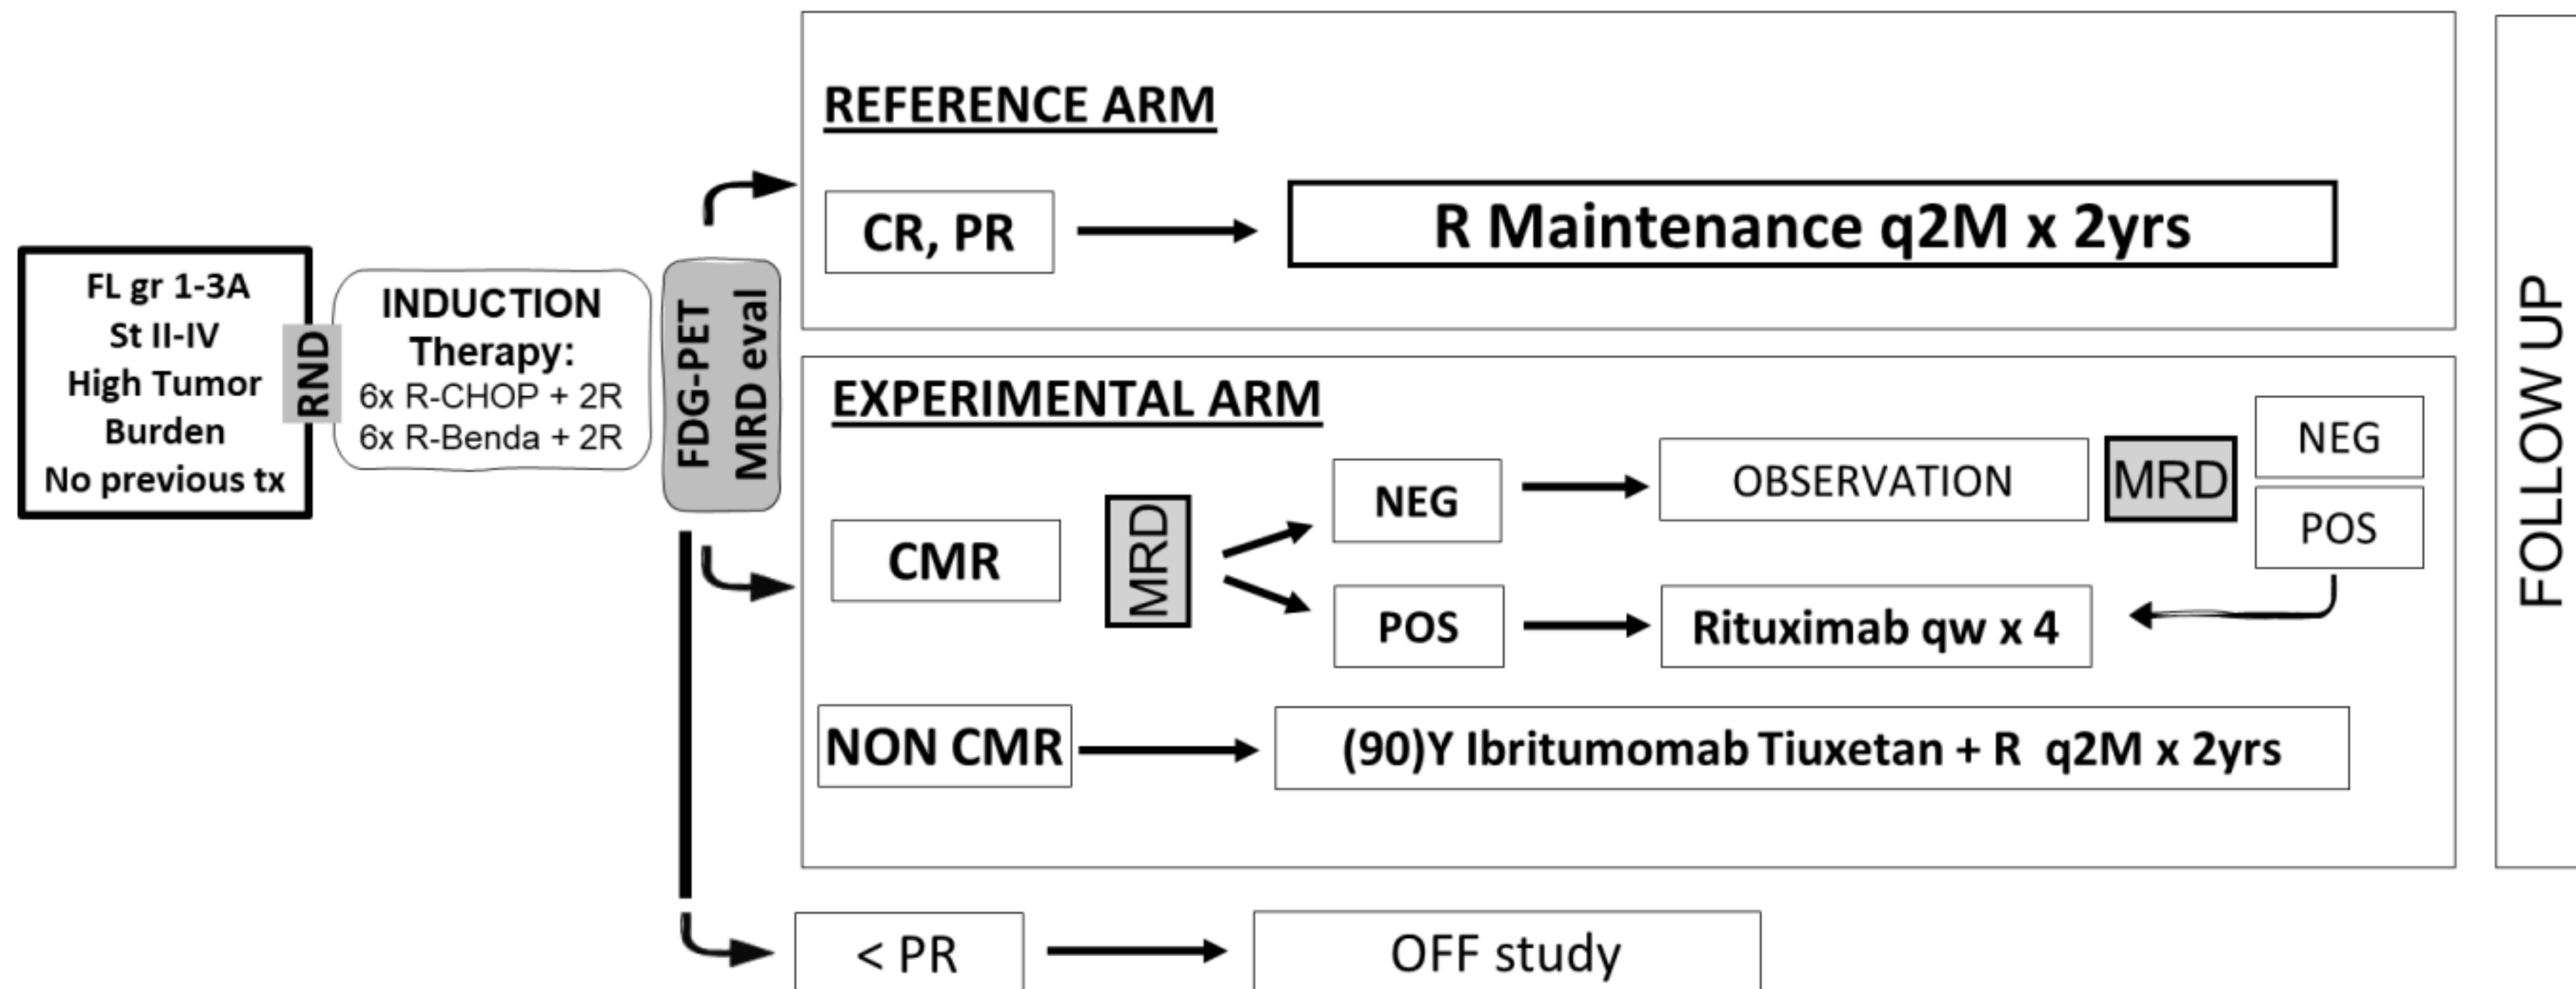 FL gr 1-3A
St II-IV
High Tumor
Burden
No previous tx
RND
INDUCTION
Therapy:
6x R-CHOP + 2R
6x R-Benda + 2R
FDG-PET
MRD eval
REFERENCE ARM
CR, PR
R Maintenance q2M x 2yrs
EXPERIMENTAL ARM
CMR
MRD
NEG
OBSERVATION
MRD
NEG
POS
POS
Rituximab qw x 4
NON CMR
(90)Y Ibritumomab Tiuxetan + R q2M x 2yrs
< PR
OFF study
FOLLOW UP